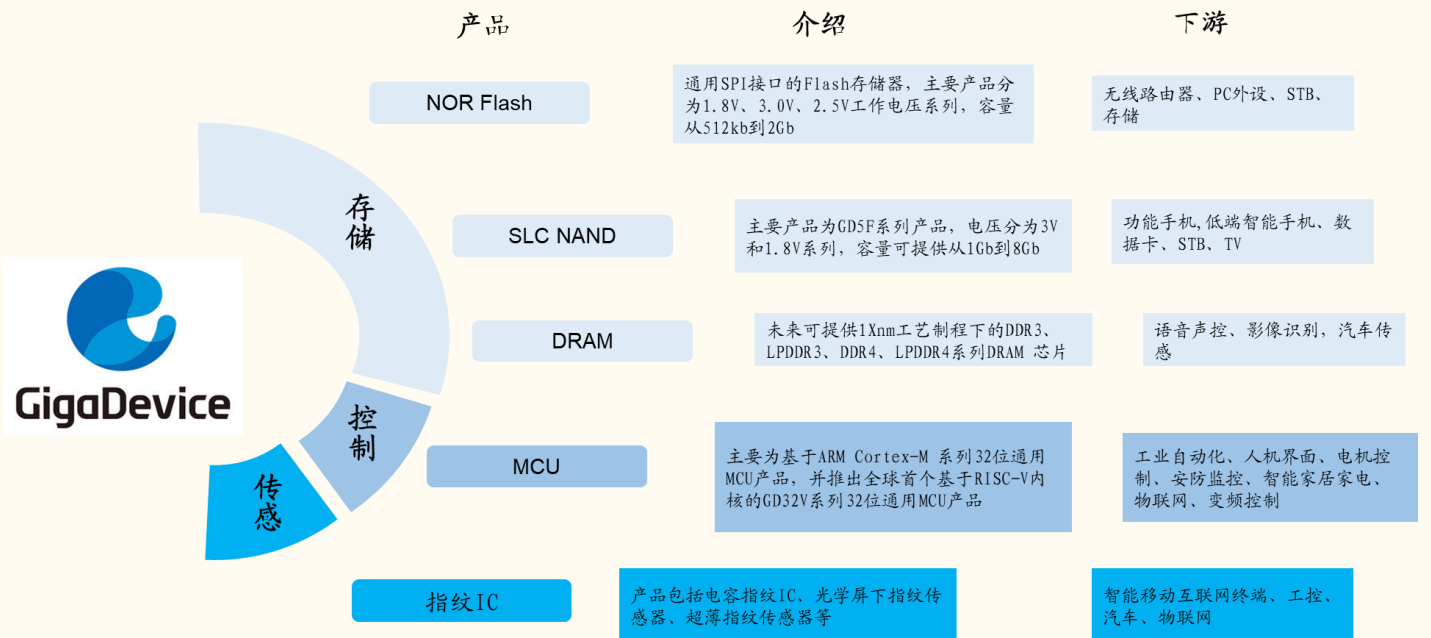 产品
介绍
下游
NOR Flash
通用SPI接口的Flash存储器，主要产品分
为1.8V、3.0V、2.5V工作电压系列，容量
从512kb到2Gb
无线路由器、PC外设、STB、
存储
存储
SLC NAND
主要产品为GD5F系列产品，电压分为3V
和1.8V系列，容量可提供从1Gb到8Gb
功能手机,低端智能手机、数
据卡、STB、TV
GigaDevice
DRAM
未来可提供1Xnm工艺制程下的DDR3、
LPDDR3、DDR4、LPDDR4系列DRAM 芯片
语音声控、影像识别，汽车传
感
控制
MCU
主要为基于ARM Cortex-M 系列32位通用
MCU产品，并推出全球首个基于RISC-V内
核的GD32V系列32位通用MCU产品
工业自动化、人机界面、电机控
制、安防监控、智能家居家电、
物联网、变频控制
传感
指纹IC
产品包括电容指纹IC、光学屏下指纹传
感器、超薄指纹传感器等
智能移动互联网终端、工控、
汽车、物联网